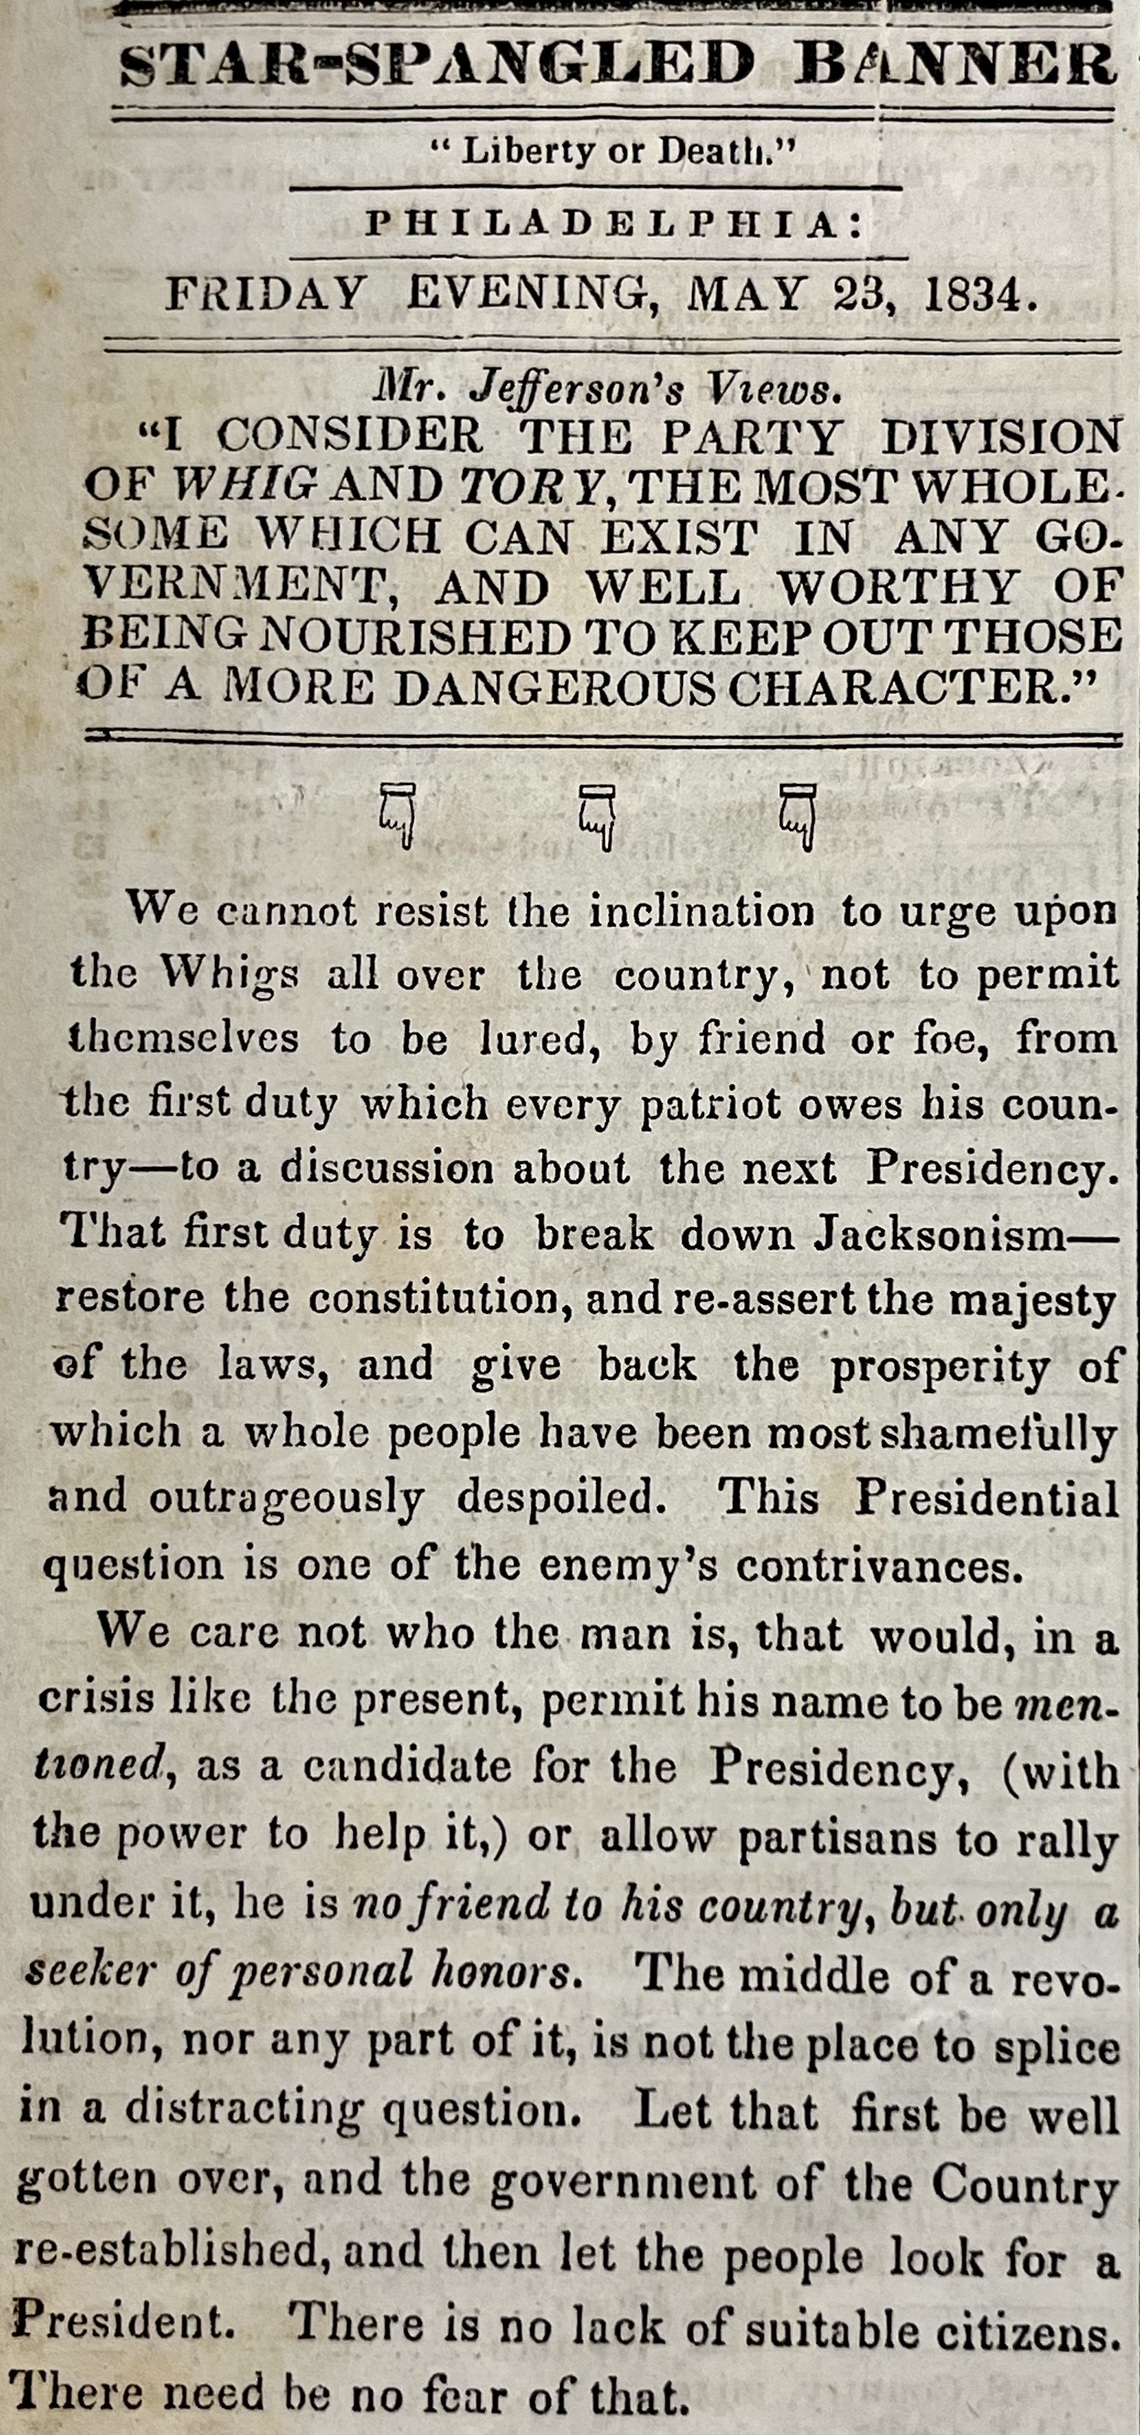 STAR-SPANGLED BANNER
“Liberty or Death.”
PHILADELPHIA:
FRIDAY EVENING, MAY 23, 1834.
Mr. Jefferson’s Views.
“I CONSIDER THE PARTY DIVISION
OF WHIG AND TORY, THE MOST WHOLE-
SOME WHICH CAN EXIST IN ANY GO-
VERNMENT, AND WELL WORTHY OF
BEING NOURISHED TO KEEP OUT THOSE
OF A MORE DANGEROUS CHARACTER.”
We cannot resist the inclination to urge upon
the Whigs all over the country, not to permit
themselves to be lured, by friend or foe, from
the first duty which every patriot owes his coun-
try—to a discussion about the next Presidency.
That first duty is to break down Jacksonism—
restore the constitution, and re-assert the majesty
of the laws, and give back the prosperity of
which a whole people have been most shamefully
and outrageously despoiled. This Presidential
question is one of the enemy’s contrivances.
We care not who the man is, that would, in a
crisis like the present, permit his name to be men-
tioned, as a candidate for the Presidency, (with
the power to help it,) or allow partisans to rally
under it, he is no friend to his country, but only a
seeker of personal honors. The middle of a revo-
lution, nor any part of it, is not the place to splice
in a distracting question. Let that first be well
gotten over, and the government of the Country
re-established, and then let the people look for a
President. There is no lack of suitable citizens.
There need be no fear of that.